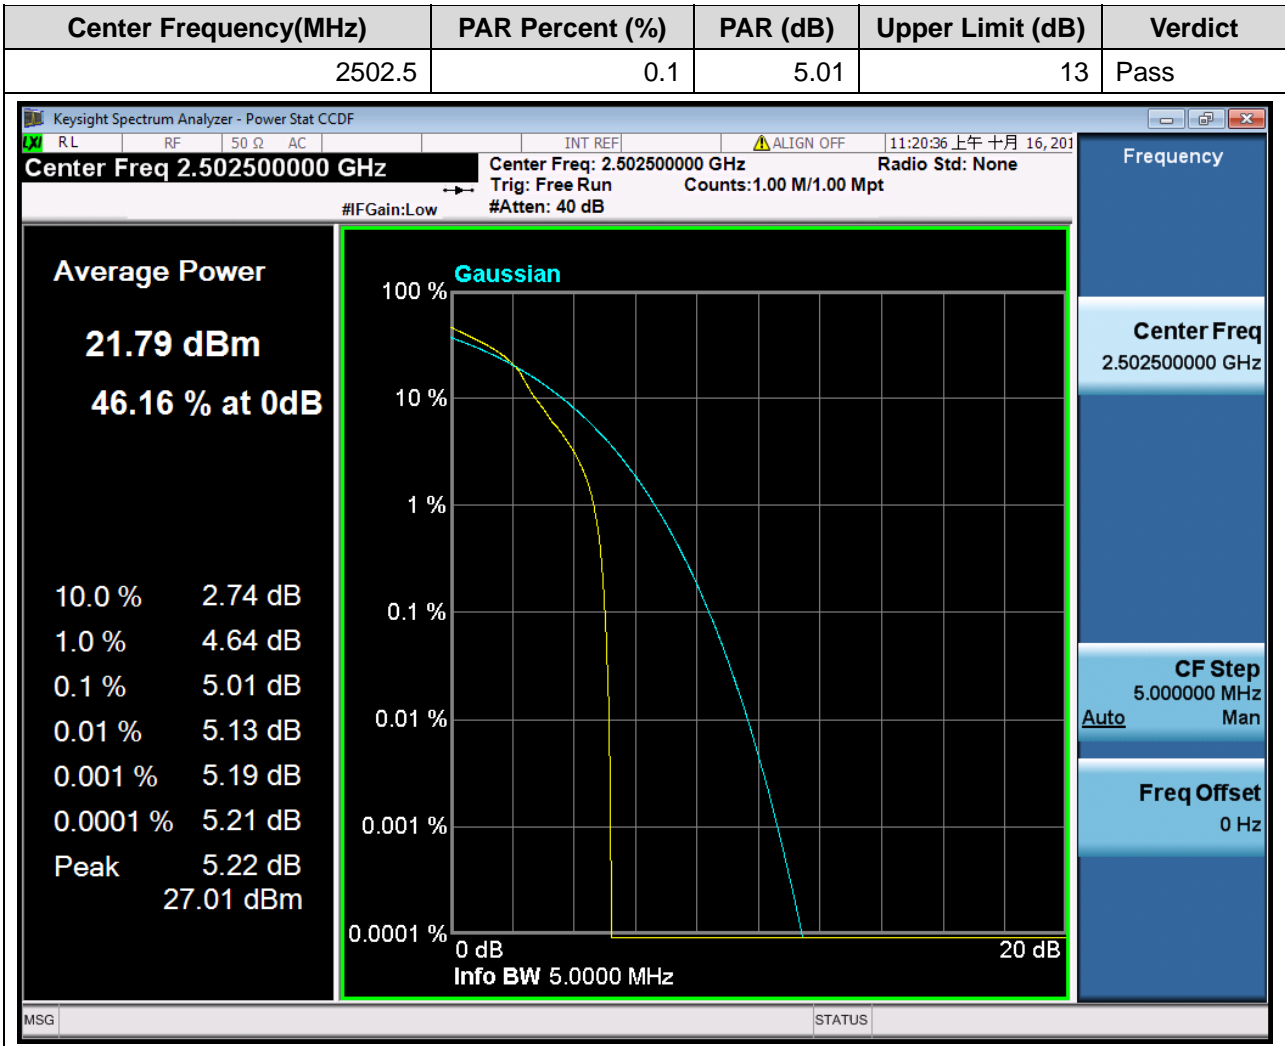 Center Frequency(MHz) PAR Percent (%) PAR (dB) Upper Limit (dB) Verdict
2502.5 0.1 5.01 13 Pass
Keysight Spectrum Analyzer - Power Stat CCDF
LXI RL RF 50 Ω AC INT REF ALIGN OFF 11:20:36 上午 十月 16, 201
Center Freq 2.502500000 GHz
Center Freq: 2.502500000 GHz Radio Std: None
Trig: Free Run Counts:1.00 M/1.00 Mpt
#IFGain:Low #Atten: 40 dB
Average Power
21.79 dBm
46.16 % at 0dB
10.0 % 2.74 dB
1.0 % 4.64 dB
0.1 % 5.01 dB
0.01 % 5.13 dB
0.001 % 5.19 dB
0.0001 % 5.21 dB
Peak 5.22 dB
27.01 dBm
Gaussian
100 %
10 %
1 %
0.1 %
0.01 %
0.001 %
0.0001 %
0 dB 20 dB
Info BW 5.0000 MHz
Frequency
Center Freq
2.502500000 GHz
CF Step
5.000000 MHz
Auto Man
Freq Offset
0 Hz
MSG STATUS